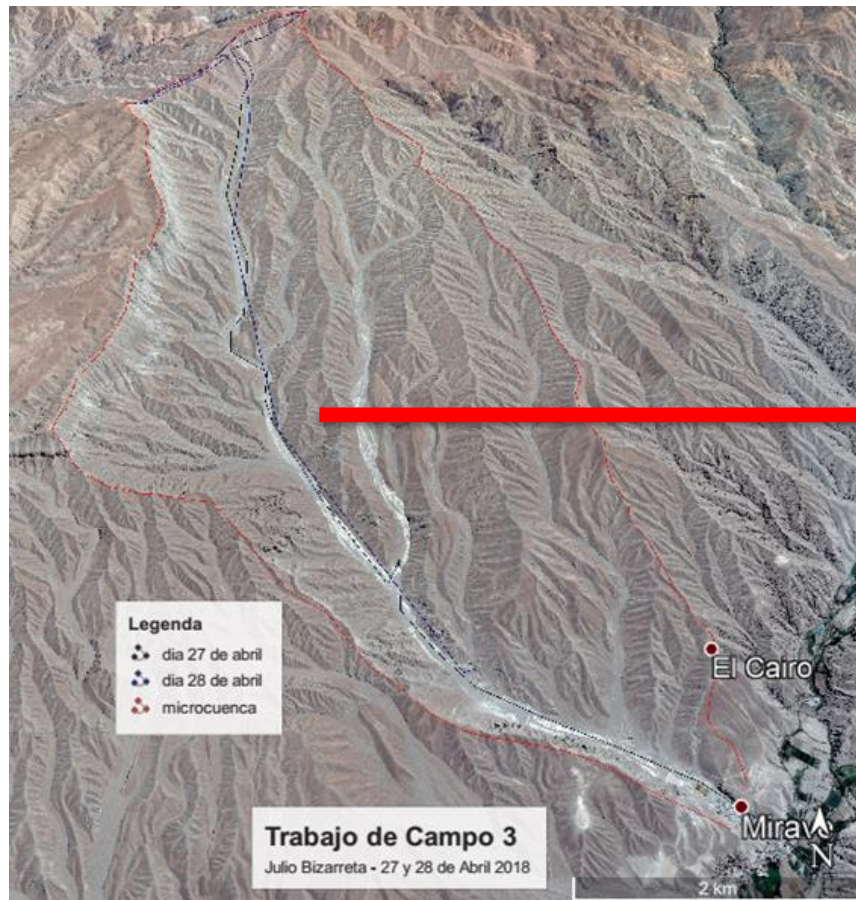 Legenda
dia 27 de abril
dia 28 de abril
microcuenca
El Cairo
Mirave
N
Trabajo de Campo 3
Julio Bizarreta - 27 y 28 de Abril 2018
2 km